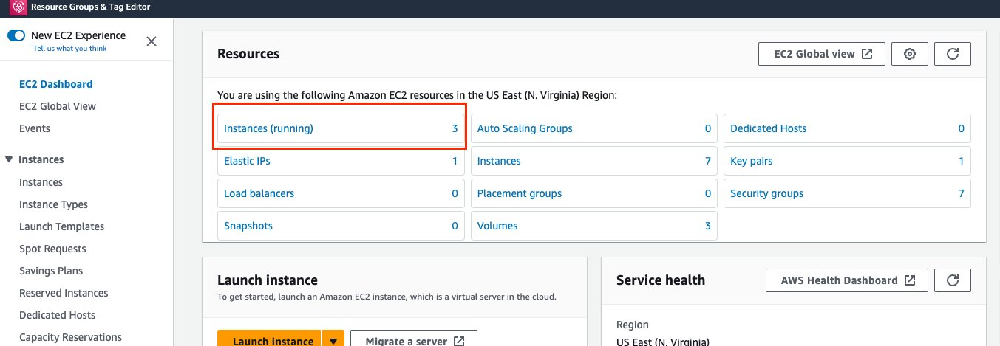 Resource Groups & Tag Editor
New EC2 Experience
Tell us what you think
EC2 Dashboard
EC2 Global View
Events
Instances
Instances
Instance Types
Launch Templates
Spot Requests
Savings Plans
Reserved Instances
Dedicated Hosts
Capacity Reservations
Resources
EC2 Global view
You are using the following Amazon EC2 resources in the US East (N. Virginia) Region:
Instances (running) 3
Auto Scaling Groups 0
Dedicated Hosts 0
Elastic IPs 1
Instances 7
Key pairs 1
Load balancers 0
Placement groups 0
Security groups 7
Snapshots 0
Volumes 3
Launch instance
To get started, launch an Amazon EC2 instance, which is a virtual server in the cloud.
Launch instance
Migrate a server
Service health
AWS Health Dashboard
Region
US East (N. Virginia)